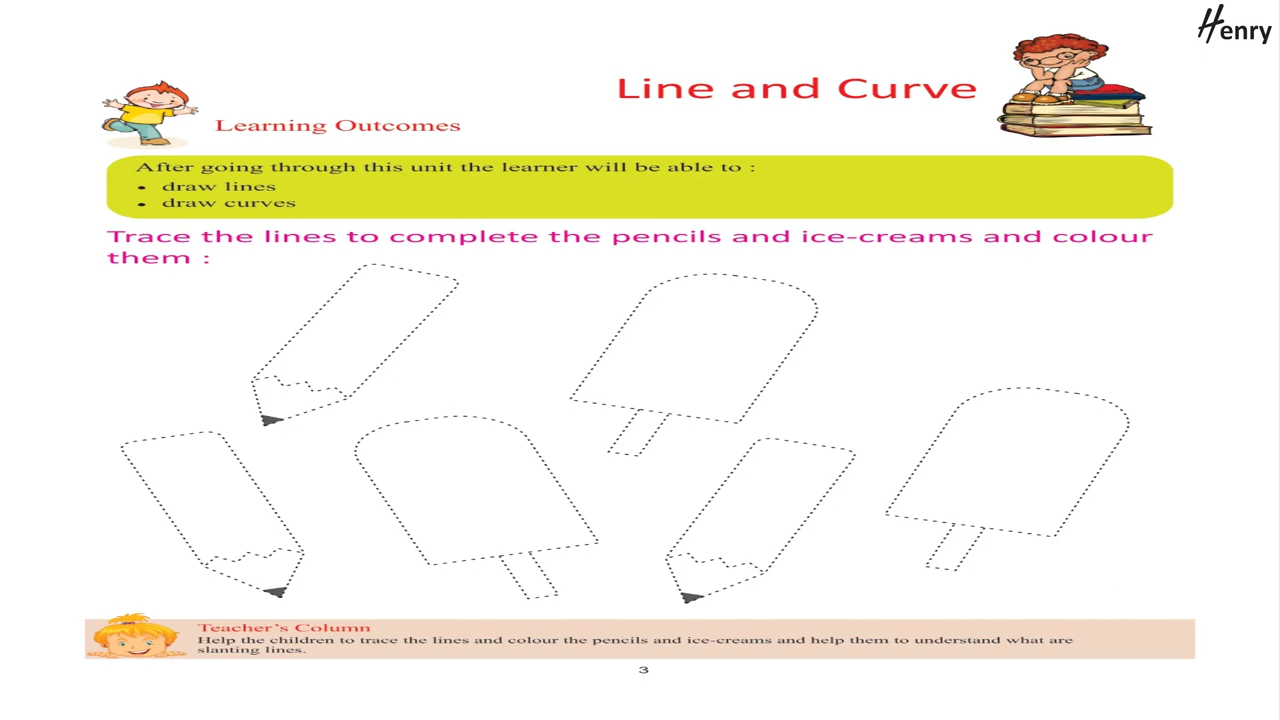 Henry
Line and Curve
Learning Outcomes
After going through this unit the learner will be able to :
• draw lines
• draw curves
Trace the lines to complete the pencils and ice-creams and colour
them :
Teacher's Column
Help the children to trace the lines and colour the pencils and ice-creams and help them to understand what are
slanting lines.
3